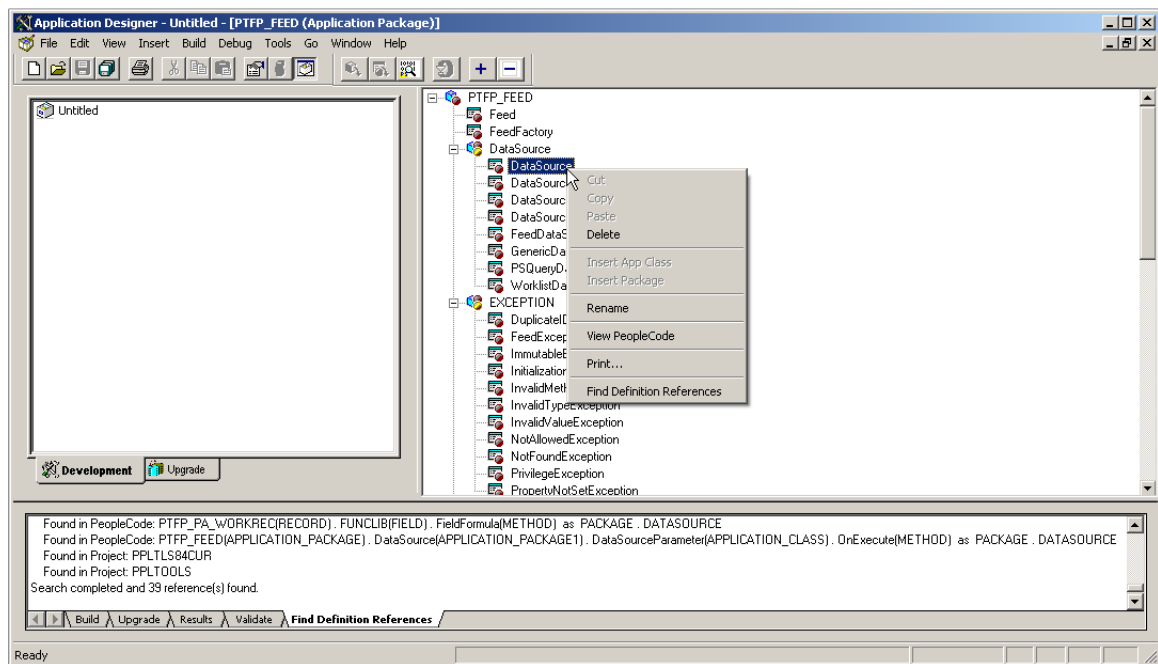 Application Designer - Untitled - [PTFP_FEED (Application Package)]
File Edit View Insert Build Debug Tools Go Window Help
Untitled
PTFP_FEED
Feed
FeedFactory
DataSource
DataSource
DataSourc
DataSourc
DataSourc
FeedDataS
GenericDa
PSQueryD
WorklistDa
EXCEPTION
DuplicateI
FeedExcep
ImmutableE
Initialization
InvalidMeth
InvalidTypeException
InvalidValueException
NotAllowedException
NotFoundException
PrivilegeException
PropertyNotSetException
Cut
Copy
Paste
Delete
Insert App Class
Insert Package
Rename
View PeopleCode
Print...
Find Definition References
Development Upgrade
Found in PeopleCode: PTFP_PA_WORKREC(RECORD) . FUNCLIB(FIELD) . FieldFormula(METHOD) as PACKAGE . DATASOURCE
Found in PeopleCode: PTFP_FEED(APPLICATION_PACKAGE) . DataSource(APPLICATION_PACKAGE1) . DataSourceParameter(APPLICATION_CLASS) . OnExecute(METHOD) as PACKAGE . DATASOURCE
Found in Project: PPLTLS84CUR
Found in Project: PPLTOOLS
Search completed and 39 reference(s) found.
Build Upgrade Results Validate Find Definition References
Ready